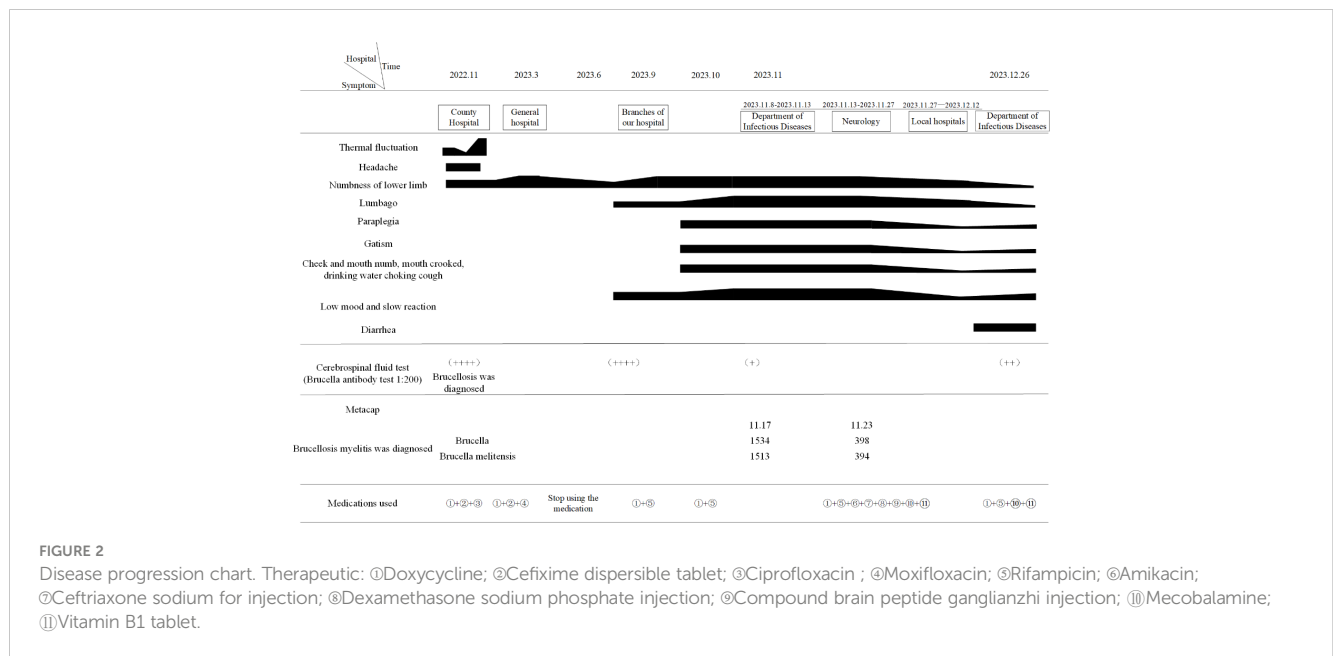 Hospital
Time
Symptom
2022.11 2023.3 2023.6 2023.9 2023.10 2023.11 2023.12.26
2023.11.8-2023.11.13 2023.11.13-2023.11.27 2023.11.27—2023.12.12
County
Hospital
General
hospital
Branches of
our hospital
Department of
Infectious Diseases
Neurology
Local hospitals
Department of
Infectious Diseases
Thermal fluctuation
Headache
Numbness of lower limb
Lumbago
Paraplegia
Gatism
Cheek and mouth numb, mouth crooked,
drinking water choking cough
Low mood and slow reaction
Diarrhea
Cerebrospinal fluid test
(Brucella antibody test 1:200)
(++++) (++++) (+) (++)
Brucellosis was
diagnosed
Metacap
11.17 11.23
Brucellosis myelitis was diagnosed
Brucella 1534 398
Brucella melitensis 1513 394
Medications used
①+②+③ ①+②+④
Stop using the
medication
①+⑤ ①+⑤ ①+⑤+⑥+⑦+⑧+⑨+⑩+⑪ ①+⑤+⑩+⑪
FIGURE 2
Disease progression chart. Therapeutic: ①Doxycycline; ②Cefixime dispersible tablet; ③Ciprofloxacin ; ④Moxifloxacin; ⑤Rifampicin; ⑥Amikacin;
⑦Ceftriaxone sodium for injection; ⑧Dexamethasone sodium phosphate injection; ⑨Compound brain peptide ganglianzhi injection; ⑩Mecobalamine;
⑪Vitamin B1 tablet.